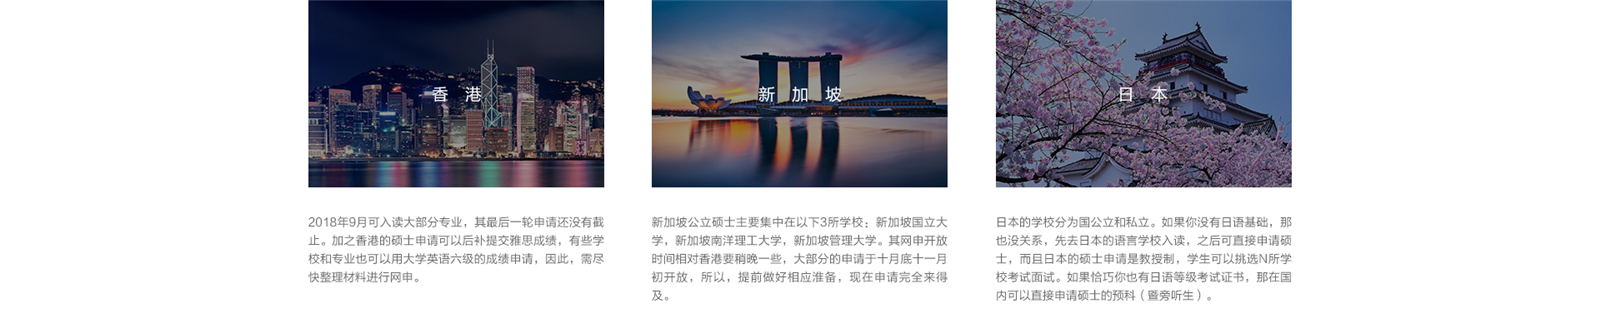 香 港
2018年9月可入读大部分专业，其最后一轮申请还没有截
止。加之香港的硕士申请可以后补提交雅思成绩，有些学
校和专业也可以用大学英语六级的成绩申请，因此，需尽
快整理材料进行网申。
新 加 坡
新加坡公立硕士主要集中在以下3所学校：新加坡国立大
学，新加坡南洋理工大学，新加坡管理大学。其网申开放
时间相对香港要稍晚一些，大部分的申请于十月底十一月
初开放，所以，提前做好相应准备，现在申请完全来得
及。
日 本
日本的学校分为国公立和私立。如果你没有日语基础，那
也没关系，先去日本的语言学校入读，之后可直接申请硕
士，而且日本的硕士申请是教授制，学生可以挑选N所学
校考试面试。如果恰巧你也有日语等级考试证书，那在国
内可以直接申请硕士的预科（暨旁听生）。